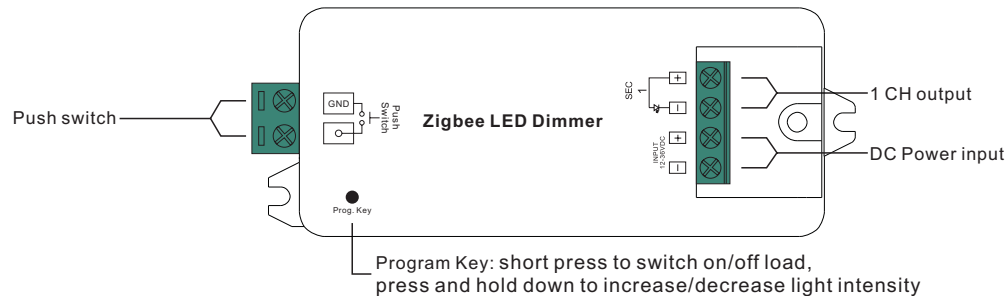 Push switch
GND
Push
Switch
Zigbee LED Dimmer
Prog. Key
SEC
1
+
−
+
−
INPUT
12-36VDC
1 CH output
DC Power input
Program Key: short press to switch on/off load,
press and hold down to increase/decrease light intensity